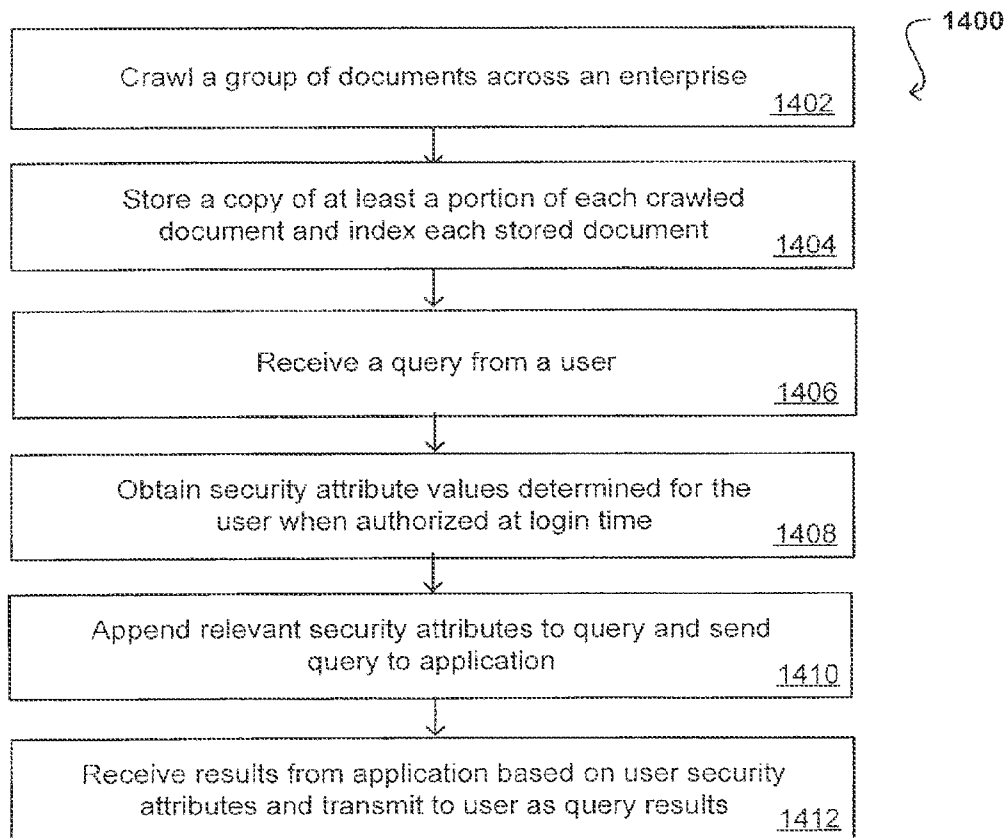 1400
Crawl a group of documents across an enterprise
1402
Store a copy of at least a portion of each crawled
document and index each stored document
1404
Receive a query from a user
1406
Obtain security attribute values determined for the
user when authorized at login time
1408
Append relevant security attributes to query and send
query to application
1410
Receive results from application based on user security
attributes and transmit to user as query results
1412